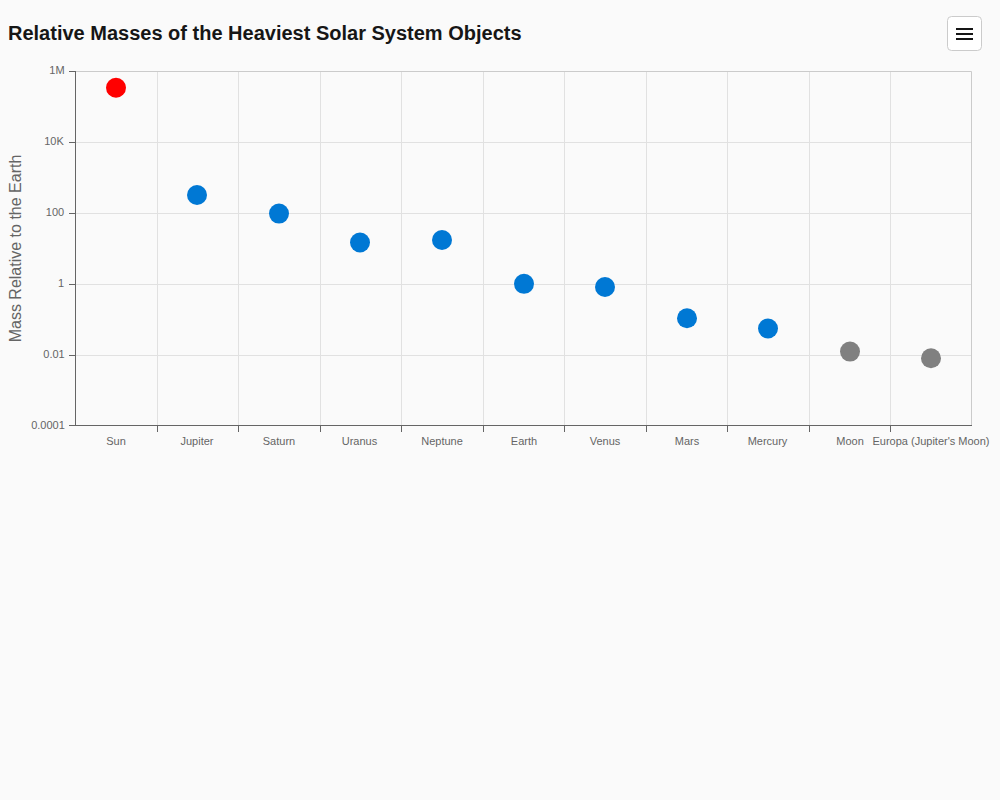 Relative Masses of the Heaviest Solar System Objects
Mass Relative to the Earth
1M
10K
100
1
0.01
0.0001
Sun
Jupiter
Saturn
Uranus
Neptune
Earth
Venus
Mars
Mercury
Moon
Europa (Jupiter's Moon)